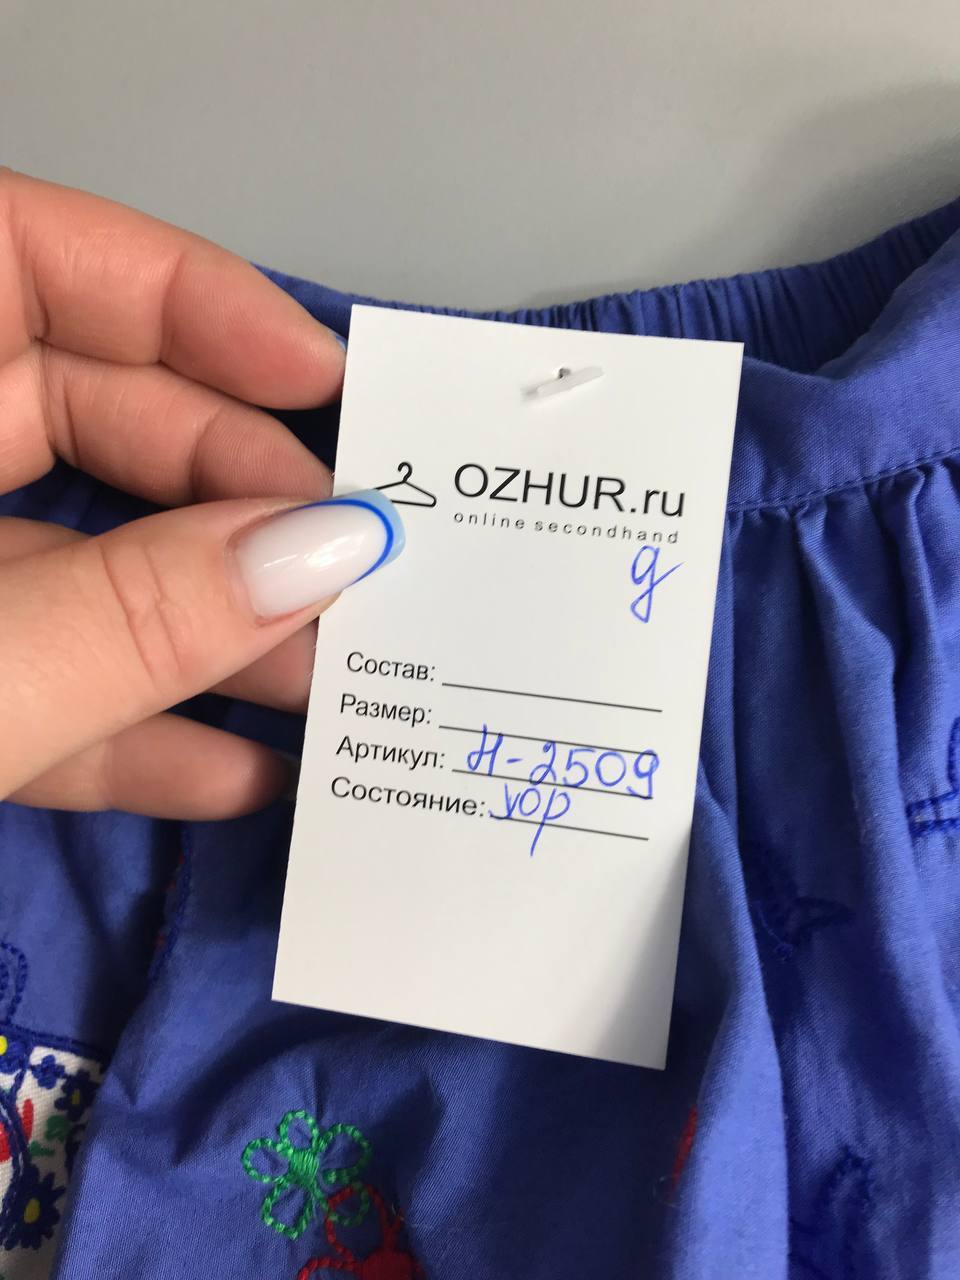 OZHUR.ru
online secondhand
g
Состав:
Размер:
Артикул: Н-2509
Состояние: хор